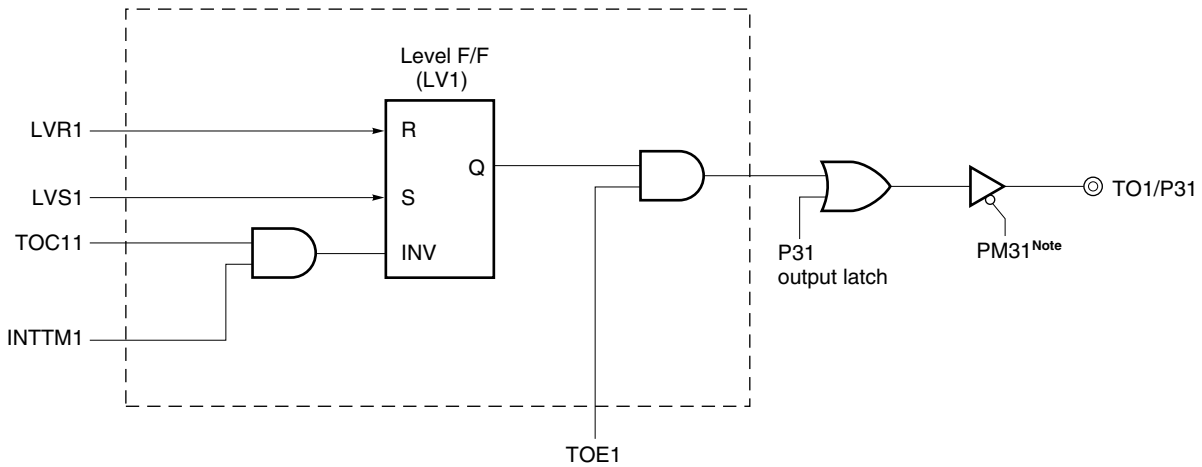 Level F/F
(LV1)
LVR1
R
Q
LVS1
S
TO1/P31
TOC11
INV
P31
output latch
PM31Note
INTTM1
TOE1